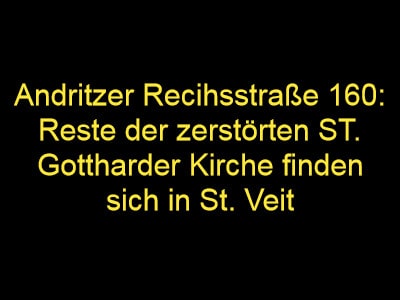 Andritzer Recihsstraße 160:
Reste der zerstörten ST.
Gottharder Kirche finden
sich in St. Veit